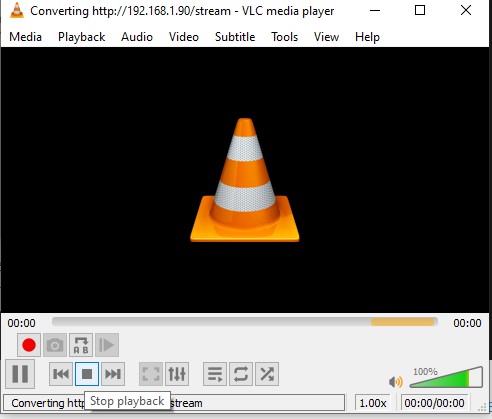 Converting http://192.168.1.90/stream - VLC media player
Media Playback Audio Video Subtitle Tools View Help
00:00 00:00
A B
100%
Converting http stream 1.00x 00:00/00:00
Stop playback